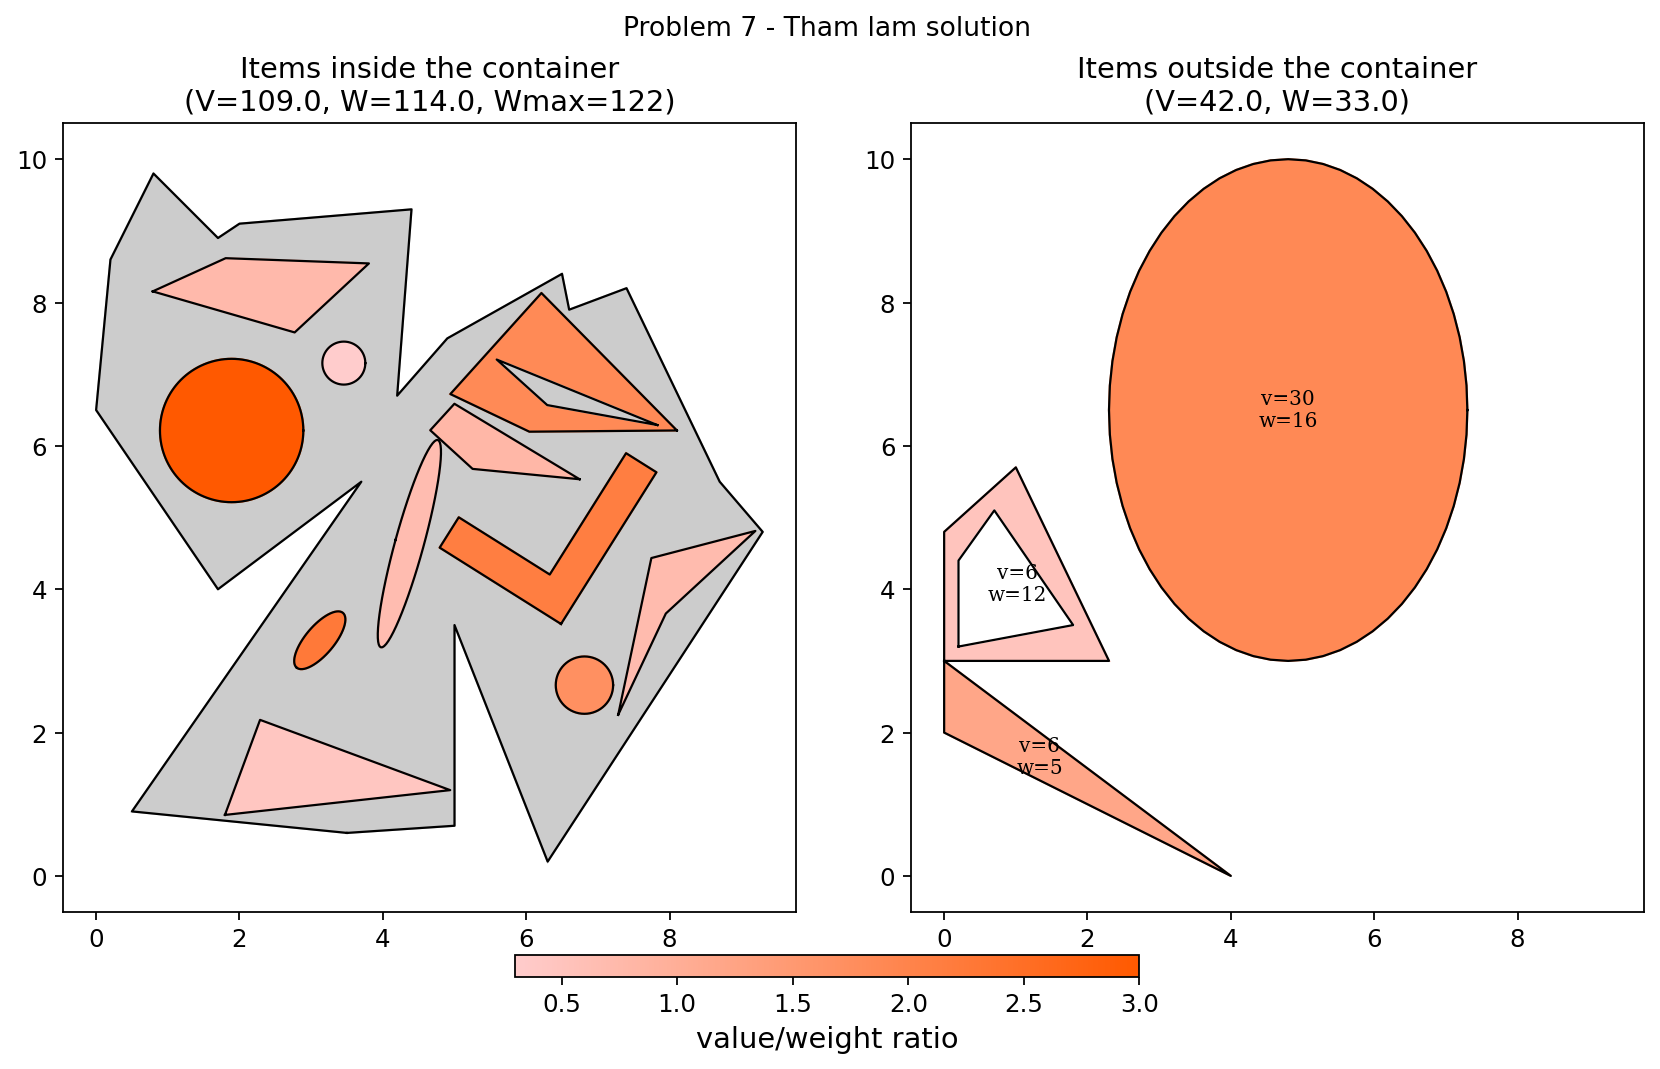 Problem 7 - Tham lam solution
Items inside the container
(V=109.0, W=114.0, Wmax=122)
Items outside the container
(V=42.0, W=33.0)
10
8
6
4
2
0
0 2 4 6 8
10
8
6
4
2
0
0 2 4 6 8
v=30
w=16
v=6
w=12
v=6
w=5
0.5 1.0 1.5 2.0 2.5 3.0
value/weight ratio